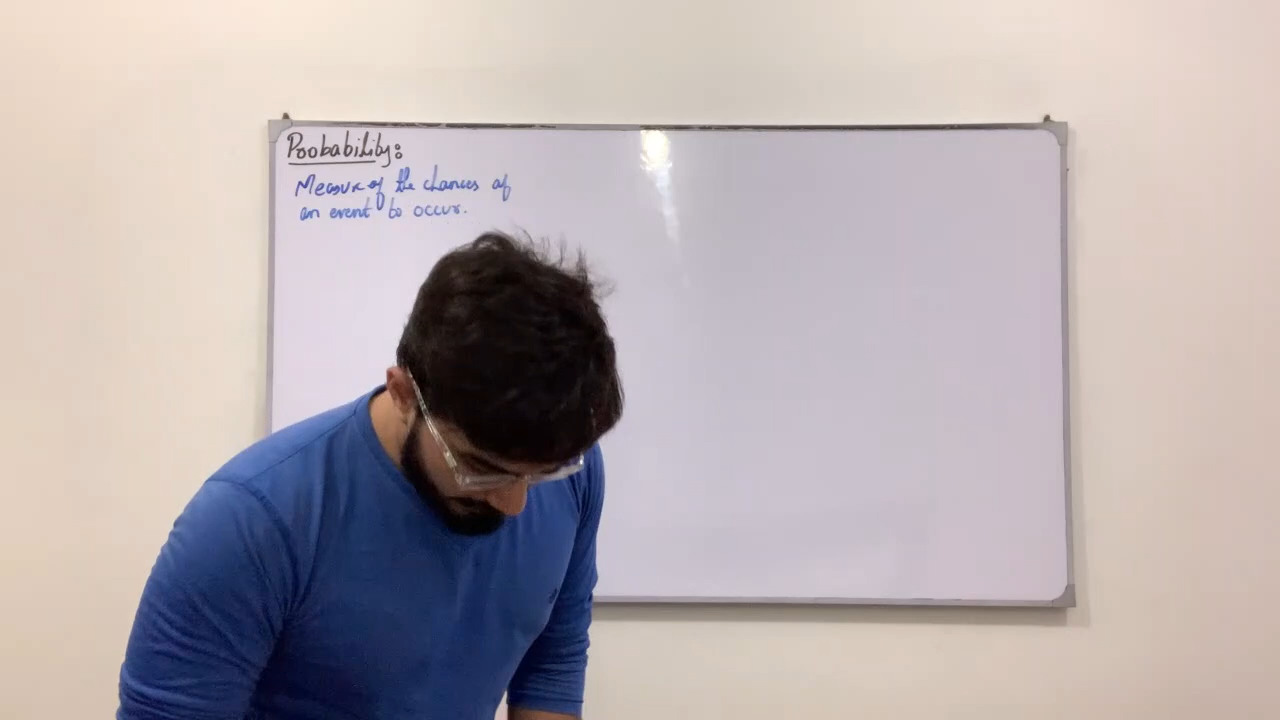 Probability:
Measure of the chances of
an event to occur.